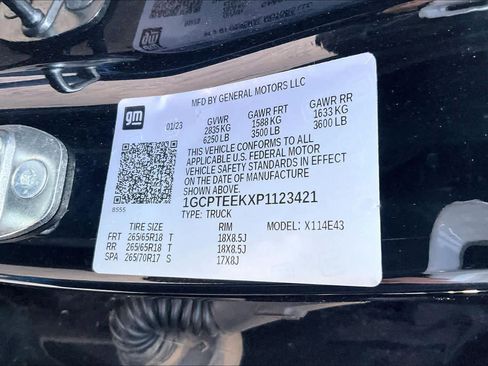 MFD BY GENERAL MOTORS LLC
gm
01/23
GVWR GAWR FRT GAWR RR
2835 KG 1588 KG 1633 KG
6250 LB 3500 LB 3600 LB
THIS VEHICLE CONFORMS TO ALL
APPLICABLE U.S. FEDERAL MOTOR
VEHICLE SAFETY STANDARDS IN EFFECT
ON THE DATE OF MANUFACTURE
SHOWN ABOVE.
1GCPTEEKXP1123421
8555
TYPE: TRUCK MODEL: X114E43
TIRE SIZE RIM
FRT 265/65R18 T 18X8.5J
RR 265/65R18 T 18X8.5J
SPA 265/70R17 S 17X8J